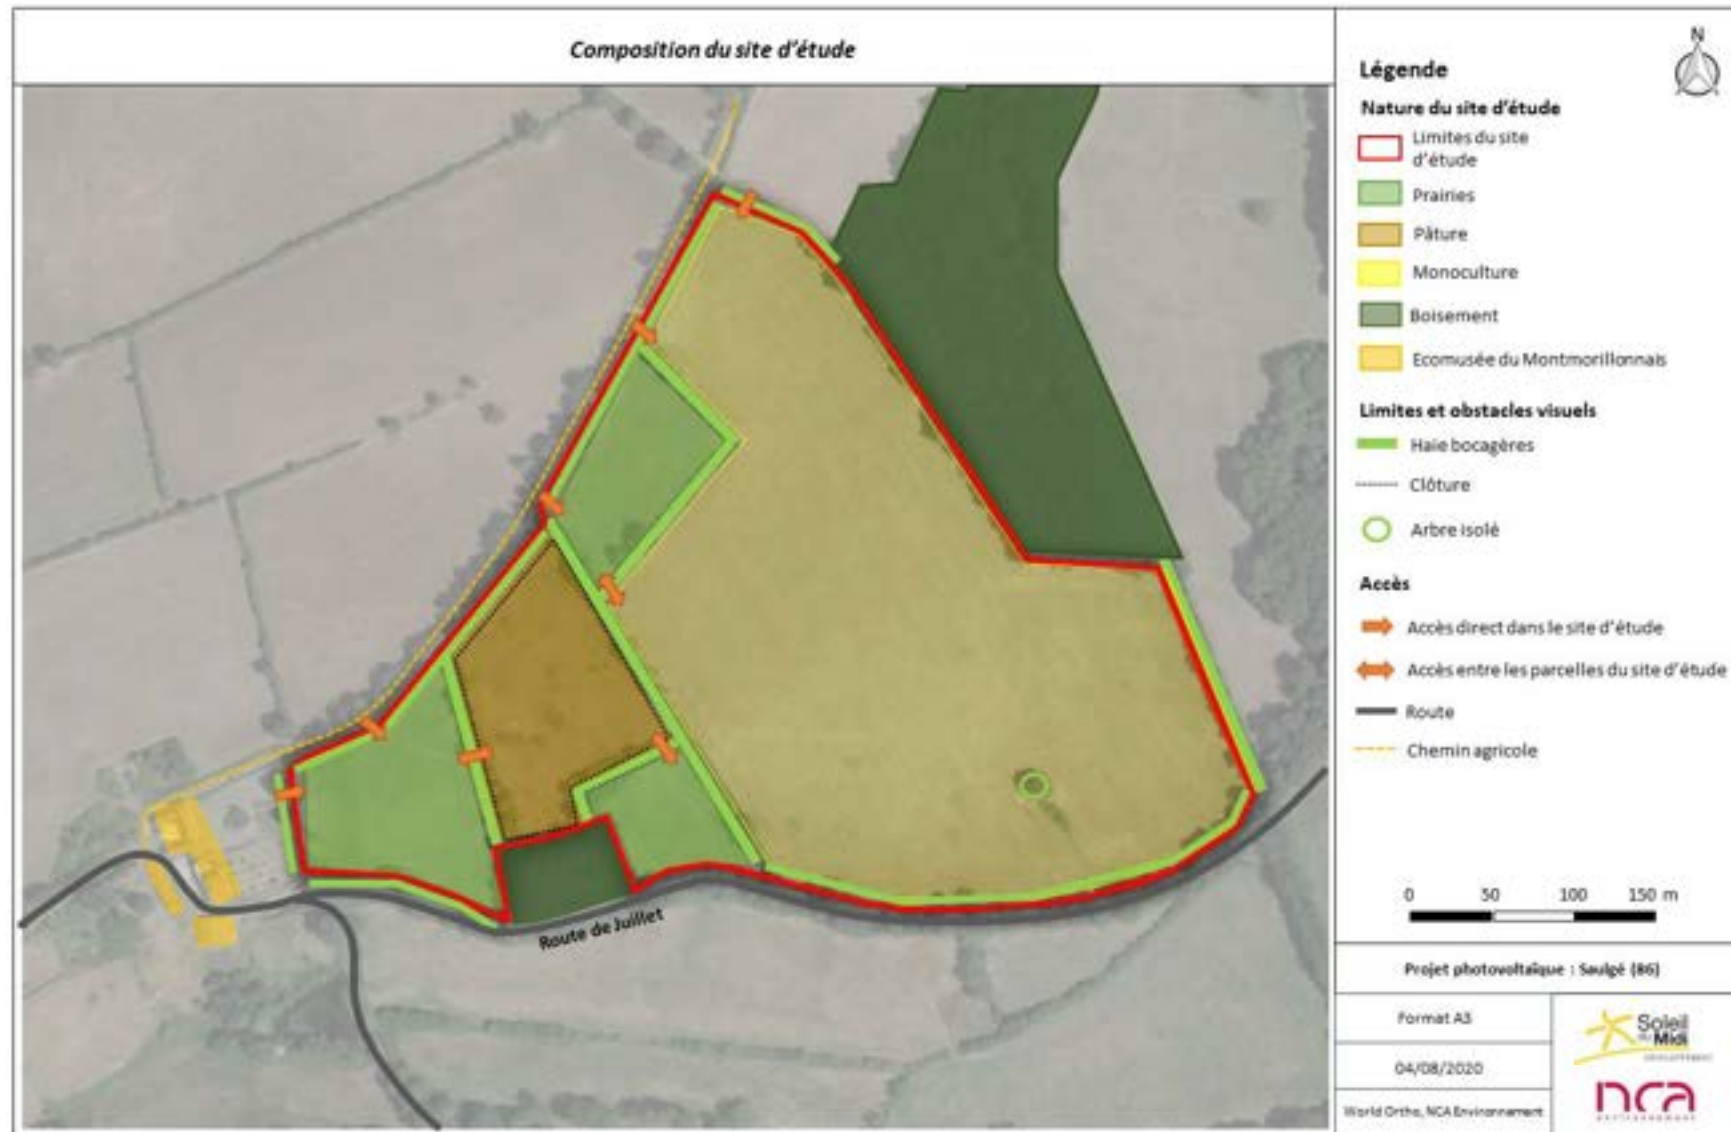 Composition du site d'étude
Légende
N
Nature du site d'étude
Limites du site
d'étude
Prairies
Pâture
Monoculture
Boisement
Ecomusée du Montmorillonnais
Limites et obstacles visuels
Haie bocagères
Clôture
Arbre isolé
Accès
Accès direct dans le site d'étude
Accès entre les parcelles du site d'étude
Route
Chemin agricole
Route de Juillet
0 50 100 150 m
Projet photovoltaïque : Saulgé (86)
Format A3
04/08/2020
World Ortho, NCA Environnement
Soleil
du Midi
DEVELOPPEMENT
nca
environnement